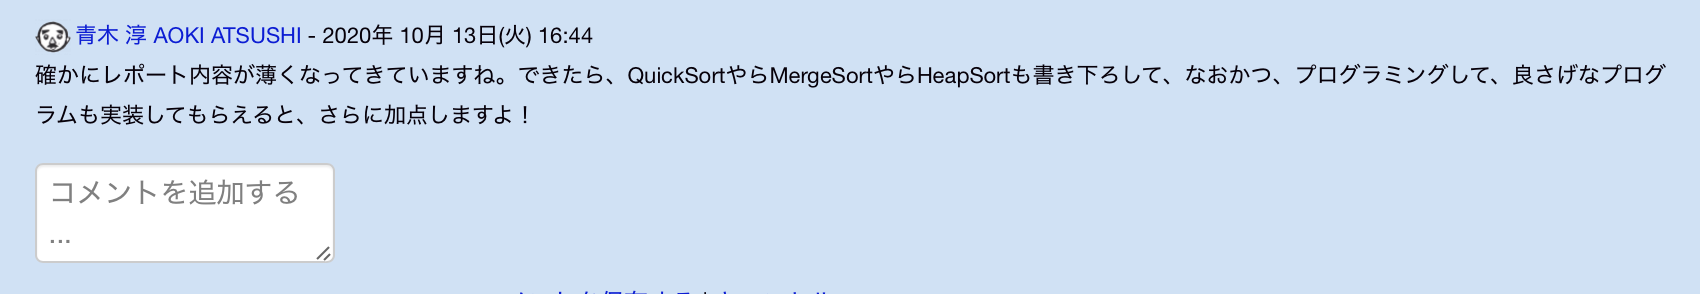 青木 淳 AOKI ATSUSHI - 2020年 10月 13日(火) 16:44
確かにレポート内容が薄くなってきていますね。できたら、QuickSortやらMergeSortやらHeapSortも書き下ろして、なおかつ、プログラミングして、良さげなプログ
ラムも実装してもらえると、さらに加点しますよ！
コメントを追加する
...